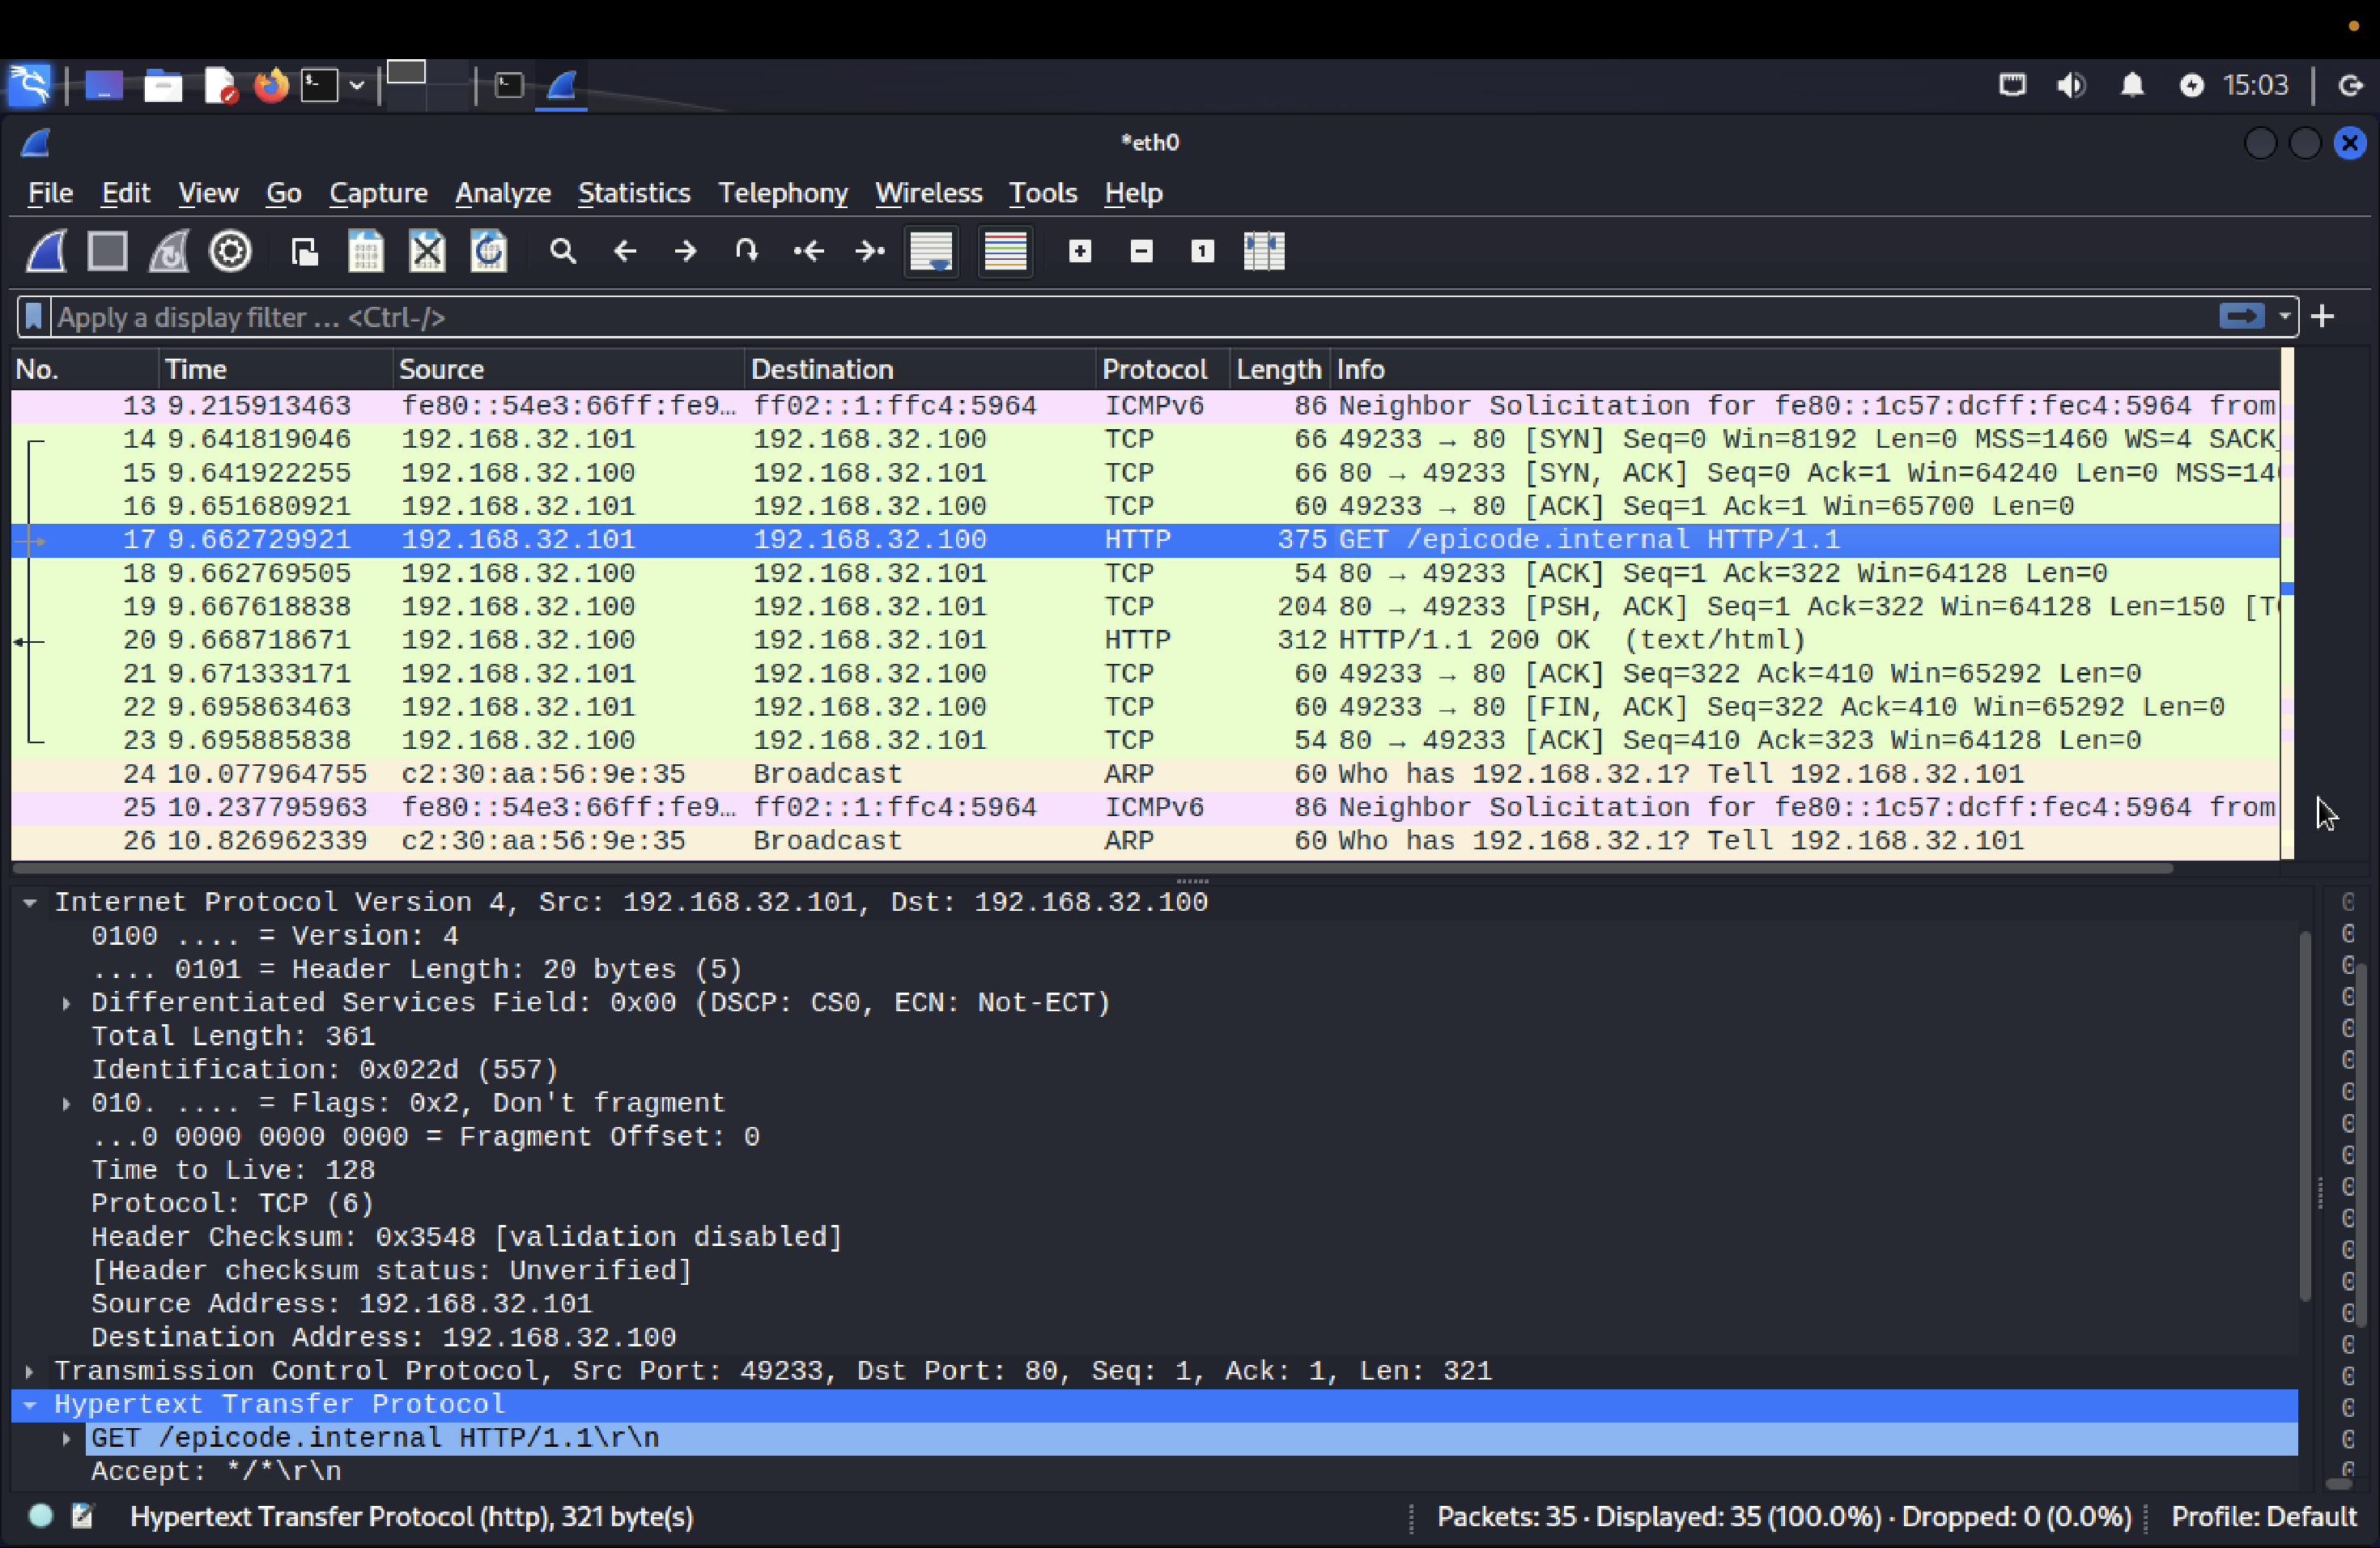 15:03
*eth0
File Edit View Go Capture Analyze Statistics Telephony Wireless Tools Help
Apply a display filter ... <Ctrl-/>
No. Time Source Destination Protocol Length Info
13 9.215913463 fe80::54e3:66ff:fe9… ff02::1:ffc4:5964 ICMPv6 86 Neighbor Solicitation for fe80::1c57:dcff:fec4:5964 from
14 9.641819046 192.168.32.101 192.168.32.100 TCP 66 49233 → 80 [SYN] Seq=0 Win=8192 Len=0 MSS=1460 WS=4 SACK_
15 9.641922255 192.168.32.100 192.168.32.101 TCP 66 80 → 49233 [SYN, ACK] Seq=0 Ack=1 Win=64240 Len=0 MSS=14
16 9.651680921 192.168.32.101 192.168.32.100 TCP 60 49233 → 80 [ACK] Seq=1 Ack=1 Win=65700 Len=0
17 9.662729921 192.168.32.101 192.168.32.100 HTTP 375 GET /epicode.internal HTTP/1.1
18 9.662769505 192.168.32.100 192.168.32.101 TCP 54 80 → 49233 [ACK] Seq=1 Ack=322 Win=64128 Len=0
19 9.667618838 192.168.32.100 192.168.32.101 TCP 204 80 → 49233 [PSH, ACK] Seq=1 Ack=322 Win=64128 Len=150 [T
20 9.668718671 192.168.32.100 192.168.32.101 HTTP 312 HTTP/1.1 200 OK (text/html)
21 9.671333171 192.168.32.101 192.168.32.100 TCP 60 49233 → 80 [ACK] Seq=322 Ack=410 Win=65292 Len=0
22 9.695863463 192.168.32.101 192.168.32.100 TCP 60 49233 → 80 [FIN, ACK] Seq=322 Ack=410 Win=65292 Len=0
23 9.695885838 192.168.32.100 192.168.32.101 TCP 54 80 → 49233 [ACK] Seq=410 Ack=323 Win=64128 Len=0
24 10.077964755 c2:30:aa:56:9e:35 Broadcast ARP 60 Who has 192.168.32.1? Tell 192.168.32.101
25 10.237795963 fe80::54e3:66ff:fe9… ff02::1:ffc4:5964 ICMPv6 86 Neighbor Solicitation for fe80::1c57:dcff:fec4:5964 from
26 10.826962339 c2:30:aa:56:9e:35 Broadcast ARP 60 Who has 192.168.32.1? Tell 192.168.32.101
Internet Protocol Version 4, Src: 192.168.32.101, Dst: 192.168.32.100
0100 .... = Version: 4
.... 0101 = Header Length: 20 bytes (5)
Differentiated Services Field: 0x00 (DSCP: CS0, ECN: Not-ECT)
Total Length: 361
Identification: 0x022d (557)
010. .... = Flags: 0x2, Don't fragment
...0 0000 0000 0000 = Fragment Offset: 0
Time to Live: 128
Protocol: TCP (6)
Header Checksum: 0x3548 [validation disabled]
[Header checksum status: Unverified]
Source Address: 192.168.32.101
Destination Address: 192.168.32.100
Transmission Control Protocol, Src Port: 49233, Dst Port: 80, Seq: 1, Ack: 1, Len: 321
Hypertext Transfer Protocol
GET /epicode.internal HTTP/1.1\r\n
Accept: */*\r\n
Hypertext Transfer Protocol (http), 321 byte(s)
Packets: 35 · Displayed: 35 (100.0%) · Dropped: 0 (0.0%)
Profile: Default